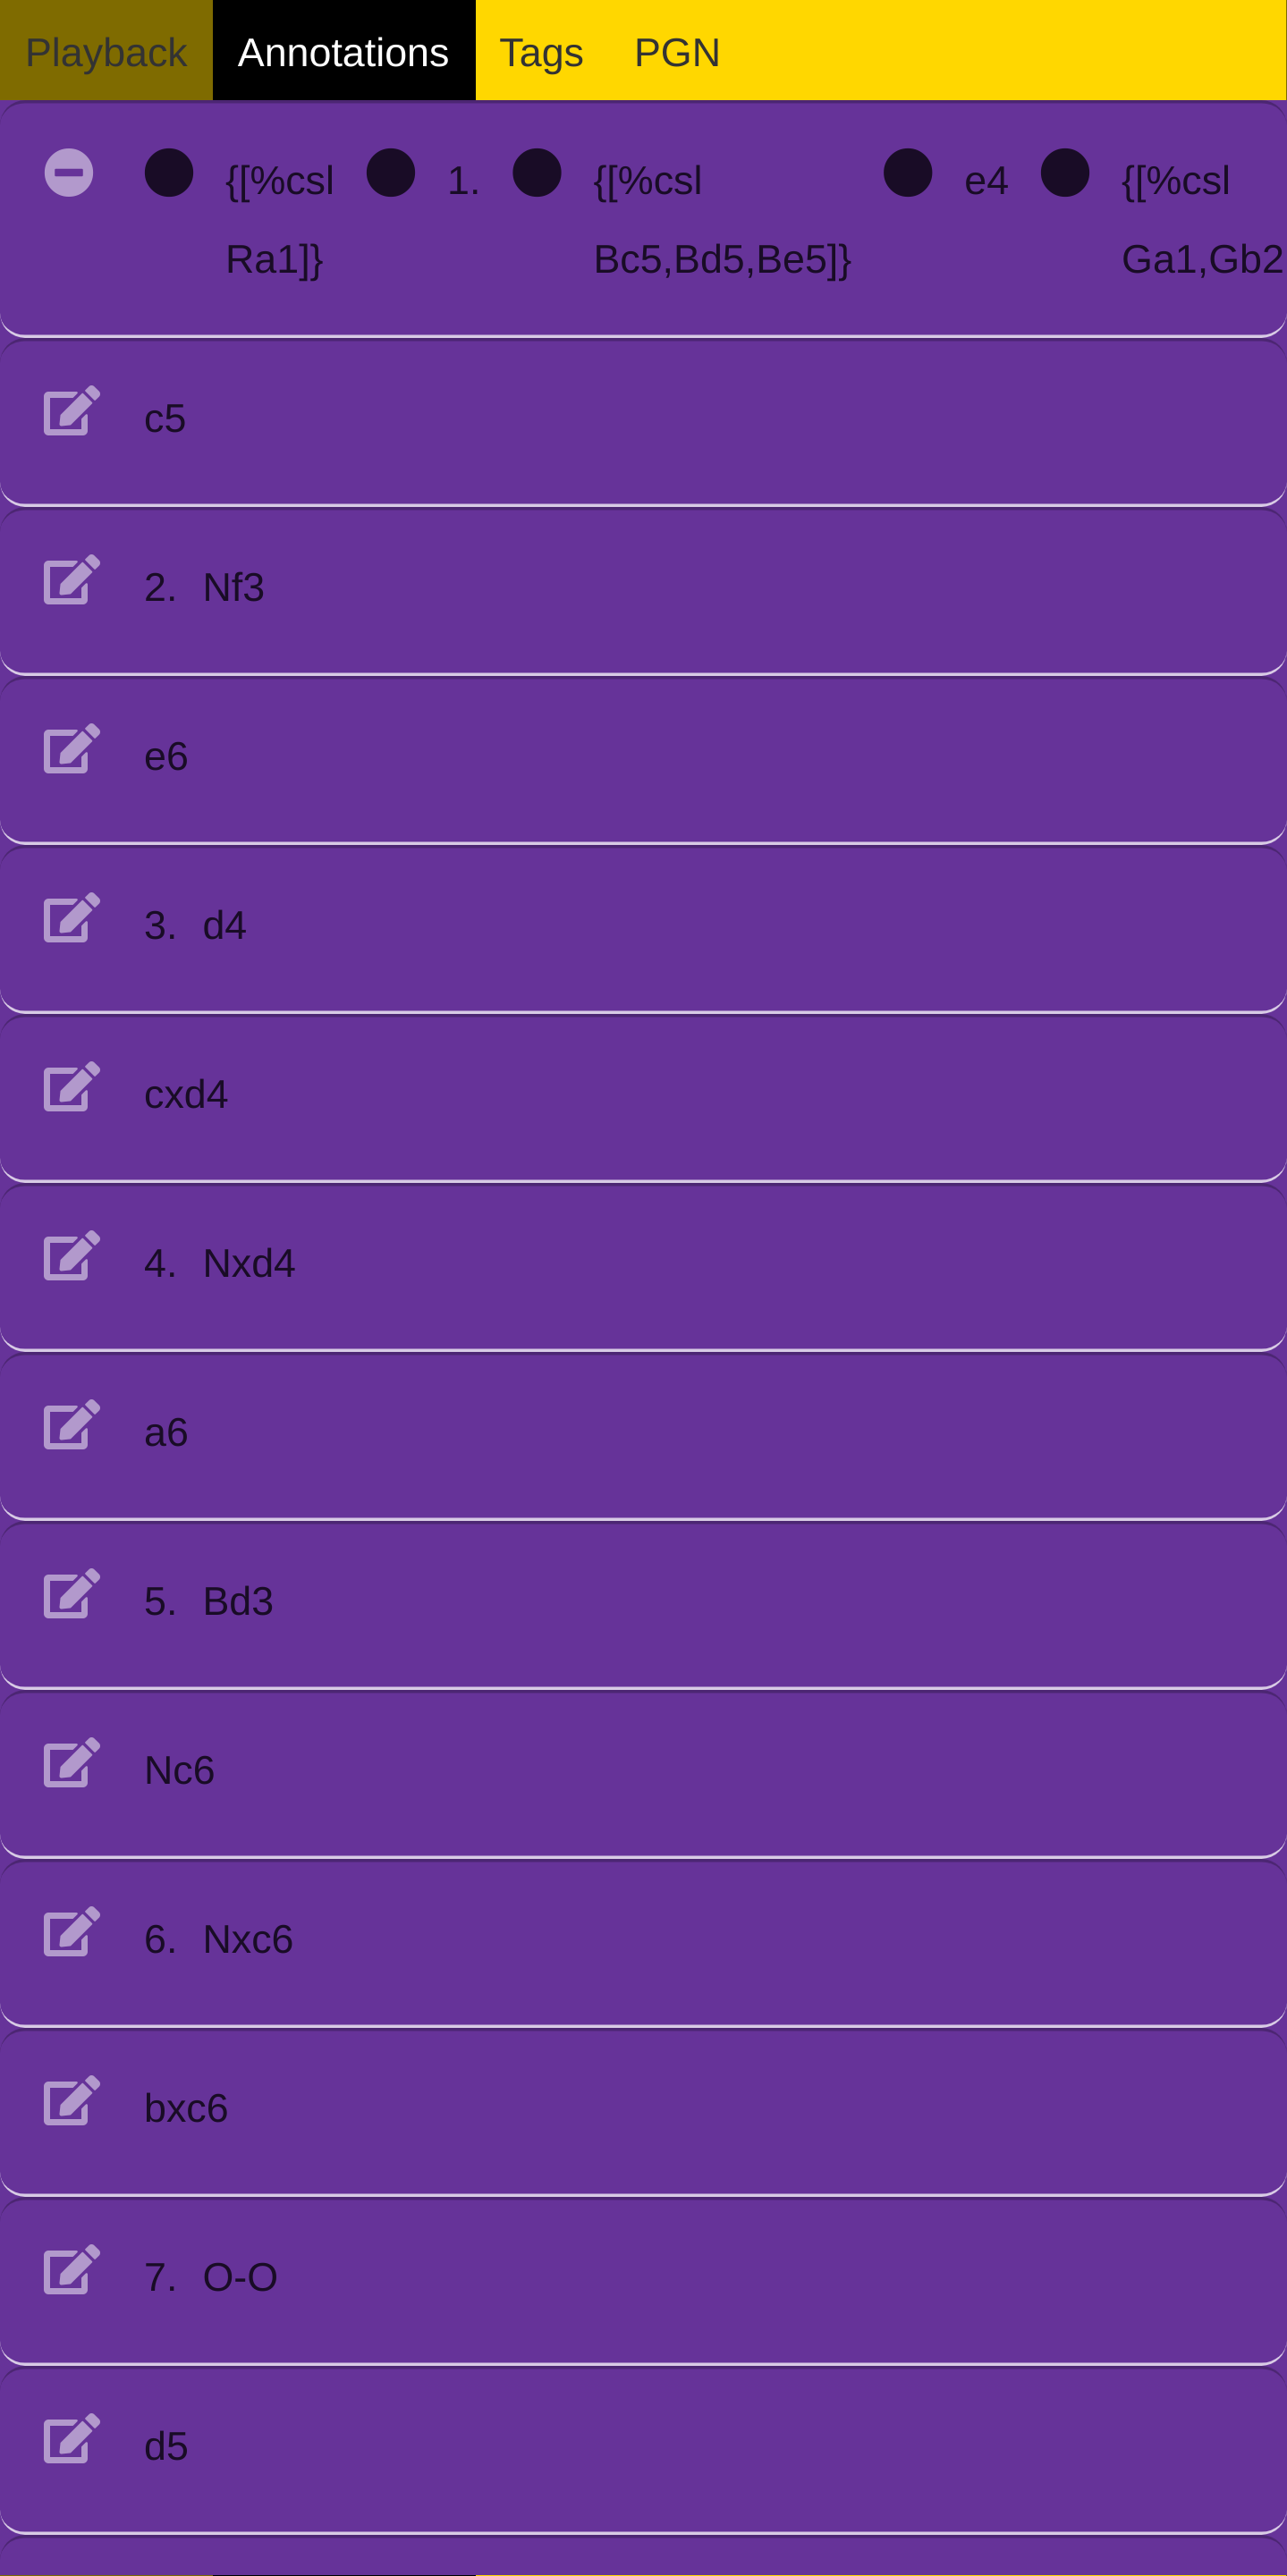 Playback Annotations Tags PGN
{[%csl 1. {[%csl e4 {[%csl
Ra1]} Bc5,Bd5,Be5]} Ga1,Gb2
c5
2. Nf3
e6
3. d4
cxd4
4. Nxd4
a6
5. Bd3
Nc6
6. Nxc6
bxc6
7. O-O
d5